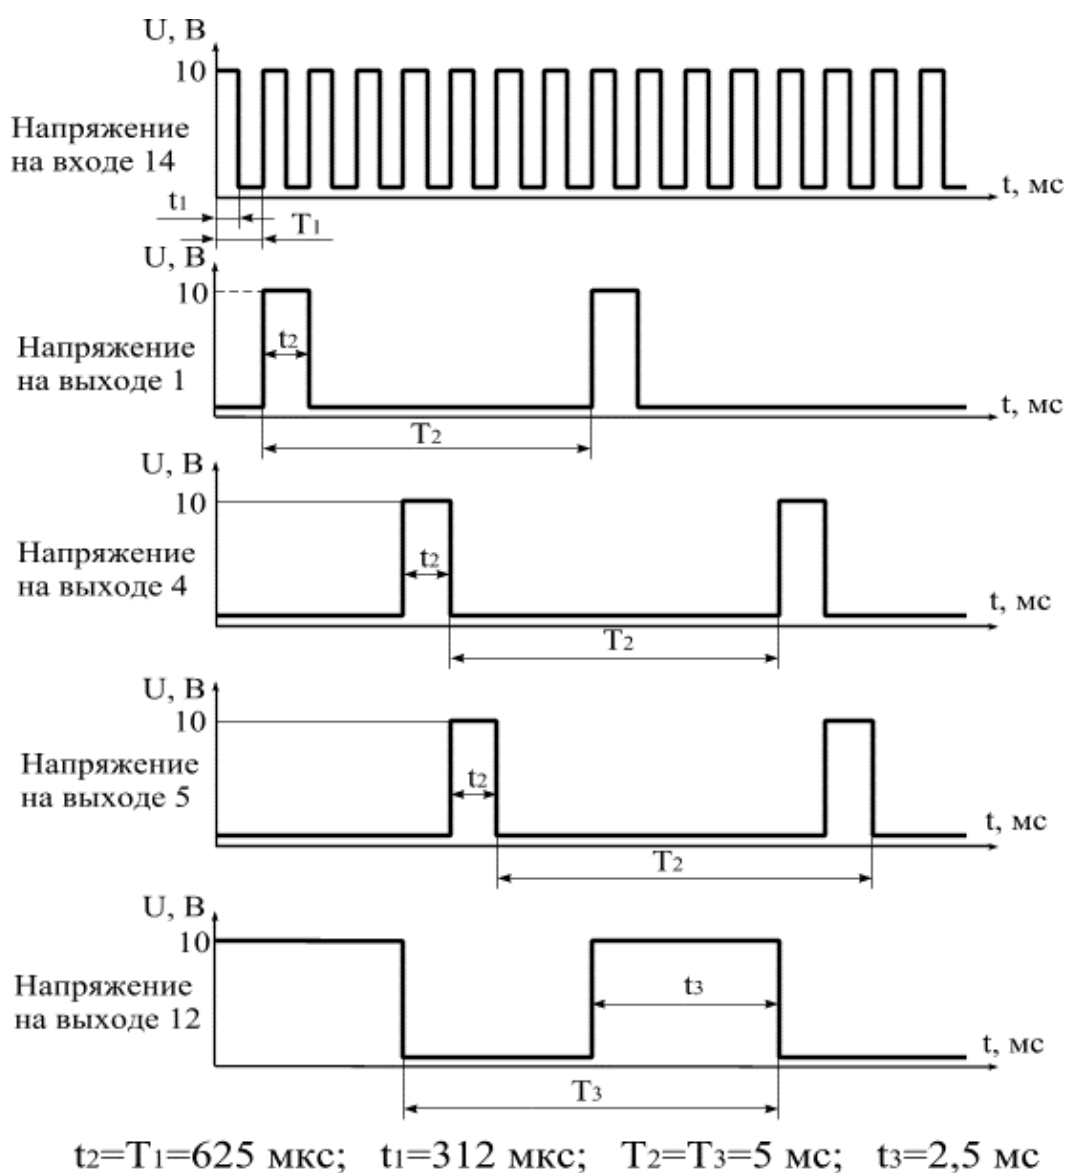 U, В
10
Напряжение
на входе 14
t, мс
t1
T1
U, В
10
t2
Напряжение
на выходе 1
t, мс
T2
U, В
10
Напряжение
на выходе 4
t2
t, мс
T2
U, В
10
Напряжение
на выходе 5
t2
t, мс
T2
U, В
10
Напряжение
на выходе 12
t3
t, мс
T3
t2=T1=625 мкс; t1=312 мкс; T2=T3=5 мс; t3=2,5 мс